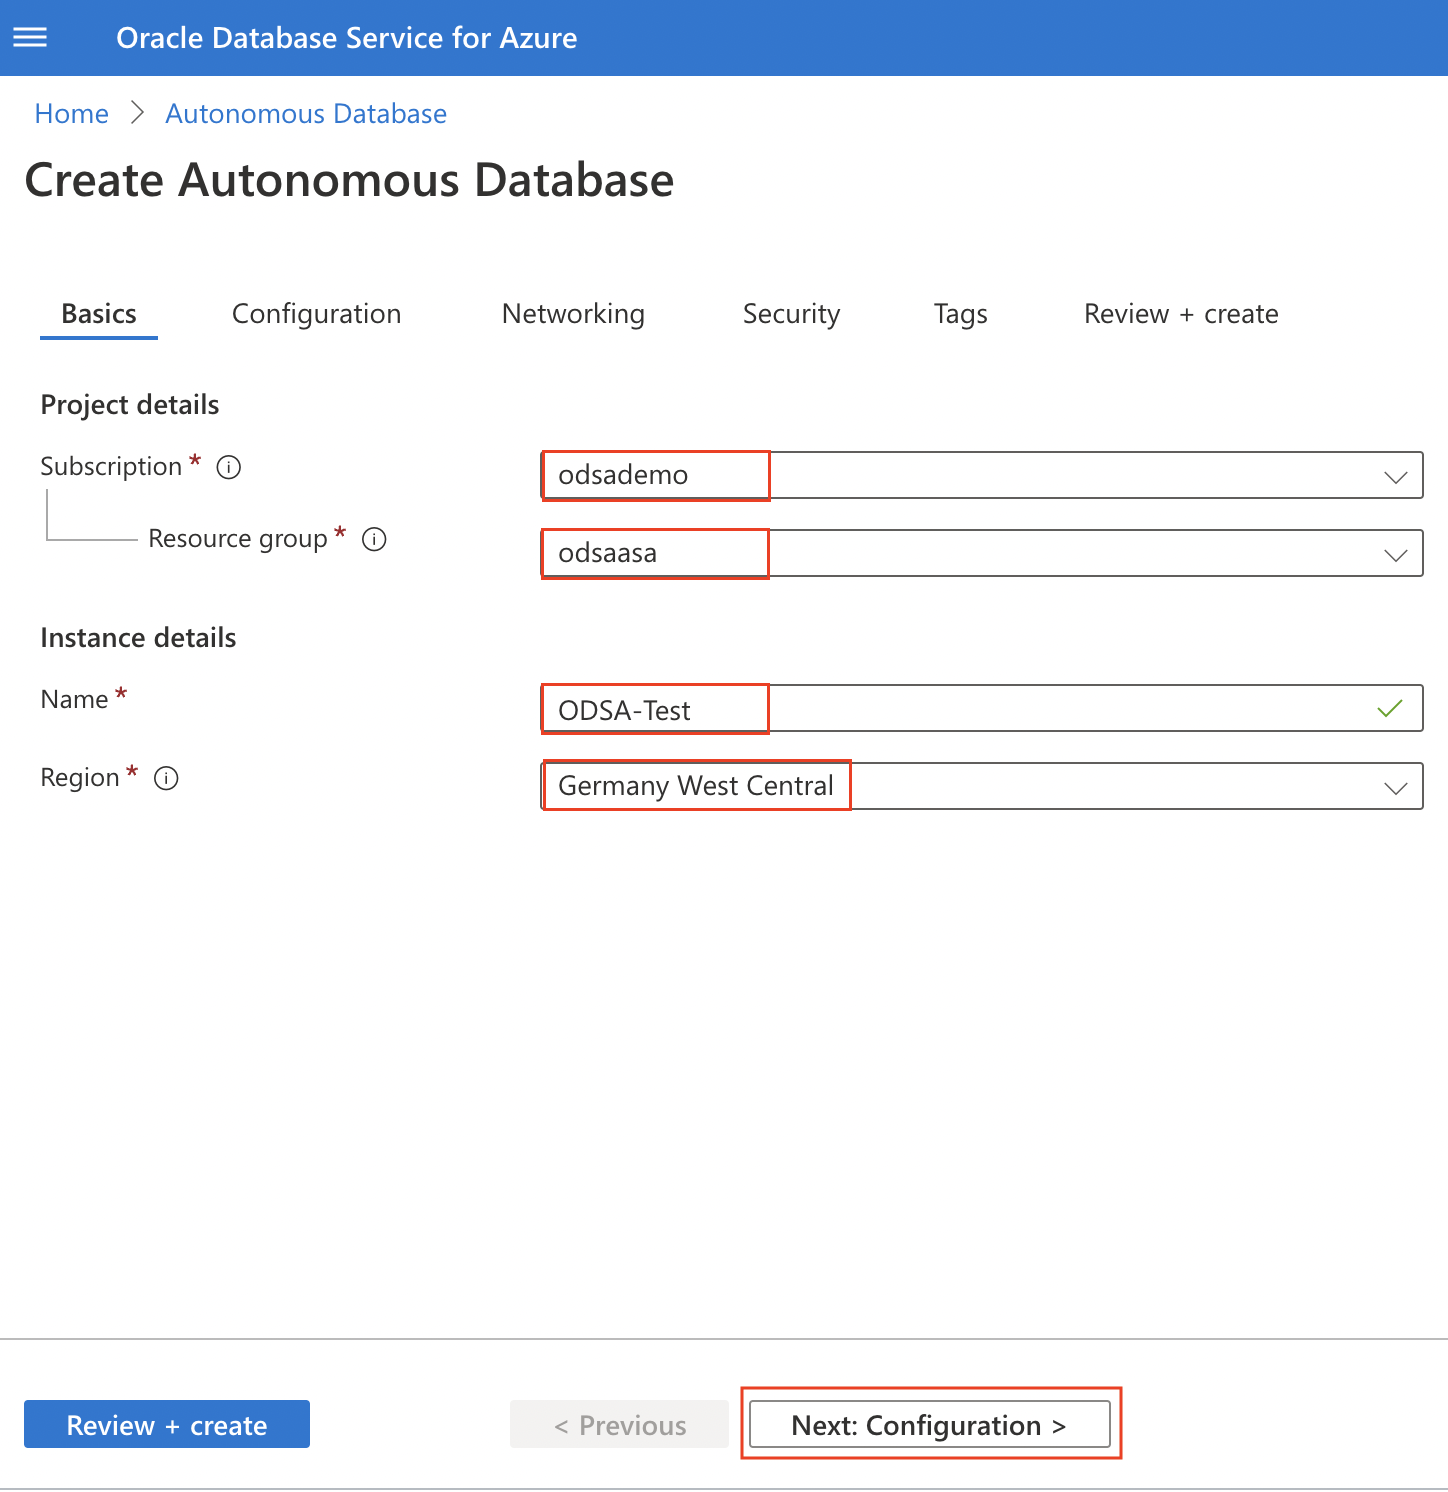 Oracle Database Service for Azure
Home > Autonomous Database
Create Autonomous Database
Basics Configuration Networking Security Tags Review + create
Project details
Subscription * odsademo
Resource group * odsaasa
Instance details
Name * ODSA-Test
Region * Germany West Central
Review + create < Previous Next: Configuration >